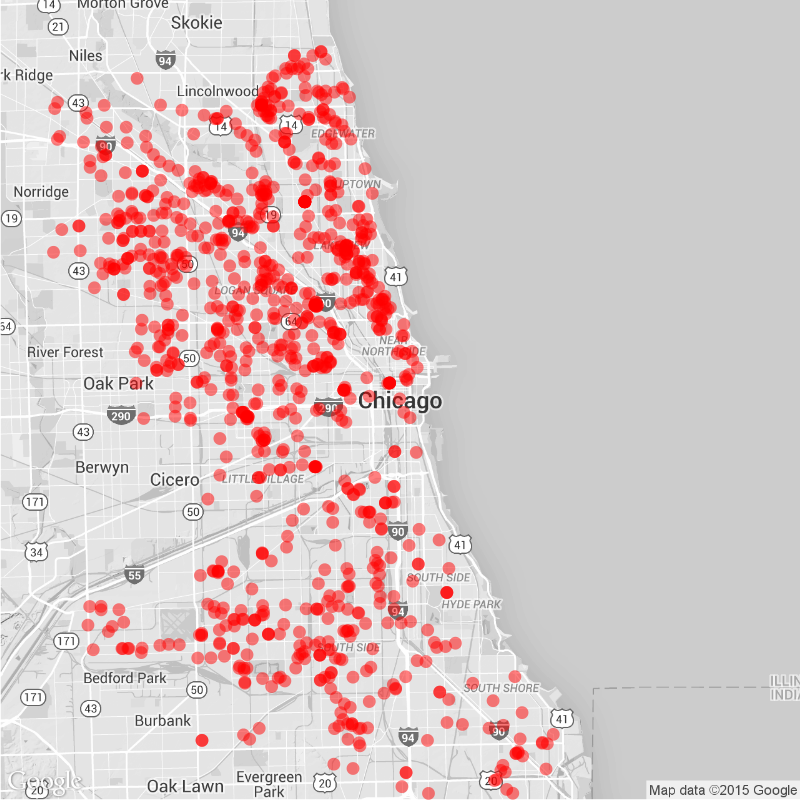 14
Morton Grove
Skokie
21
Niles
94
rk Ridge
43
Lincolnwood
14
14
EDGEWATER
90
Norridge
UPTOWN
19
19
94
LAKEVIEW
43
50
41
LOGAN SQUARE
90
64
64
NEAR
NORTH SIDE
River Forest
50
Oak Park
290
290
Chicago
43
Berwyn
Cicero
LITTLE VILLAGE
171
50
90
34
41
55
SOUTH SIDE
HYDE PARK
94
171
SOUTH SIDE
Bedford Park
50
SOUTH SHORE
ILLIN
INDIA
171
43
Burbank
41
90
94
Google
20
Oak Lawn
Evergreen
Park
20
20
Map data ©2015 Google